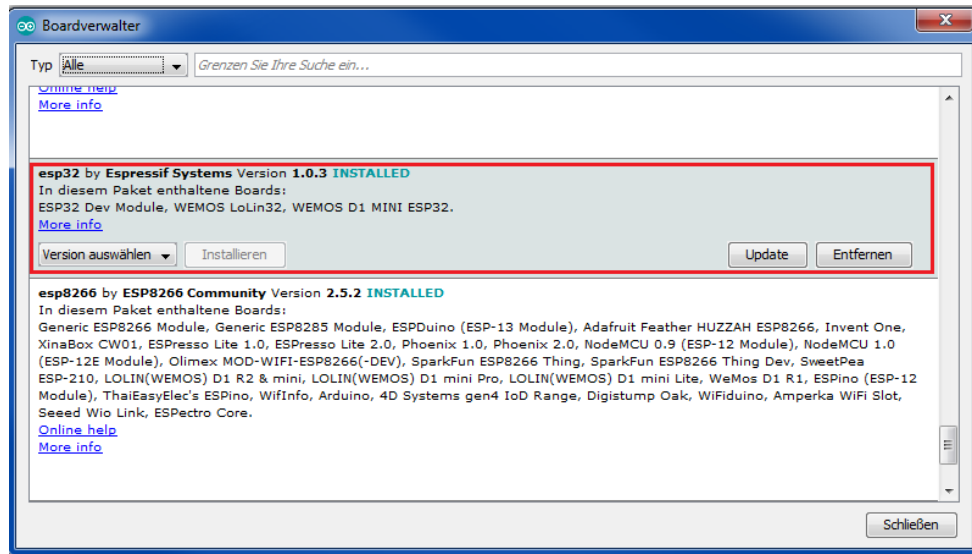 Boardverwalter
Typ Alle Grenzen Sie Ihre Suche ein...
Online help
More info
esp32 by Espressif Systems Version 1.0.3 INSTALLED
In diesem Paket enthaltene Boards:
ESP32 Dev Module, WEMOS LoLin32, WEMOS D1 MINI ESP32.
More info
Version auswählen Installieren Update Entfernen
esp8266 by ESP8266 Community Version 2.5.2 INSTALLED
In diesem Paket enthaltene Boards:
Generic ESP8266 Module, Generic ESP8285 Module, ESPDuino (ESP-13 Module), Adafruit Feather HUZZAH ESP8266, Invent One,
XinaBox CW01, ESPresso Lite 1.0, ESPresso Lite 2.0, Phoenix 1.0, Phoenix 2.0, NodeMCU 0.9 (ESP-12 Module), NodeMCU 1.0
(ESP-12E Module), Olimex MOD-WIFI-ESP8266(-DEV), SparkFun ESP8266 Thing, SparkFun ESP8266 Thing Dev, SweetPea
ESP-210, LOLIN(WEMOS) D1 R2 & mini, LOLIN(WEMOS) D1 mini Pro, LOLIN(WEMOS) D1 mini Lite, WeMos D1 R1, ESPino (ESP-12
Module), ThaiEasyElec's ESPino, WifInfo, Arduino, 4D Systems gen4 IoD Range, Digistump Oak, WiFiduino, Amperka WiFi Slot,
Seeed Wio Link, ESPectro Core.
Online help
More info
Schließen